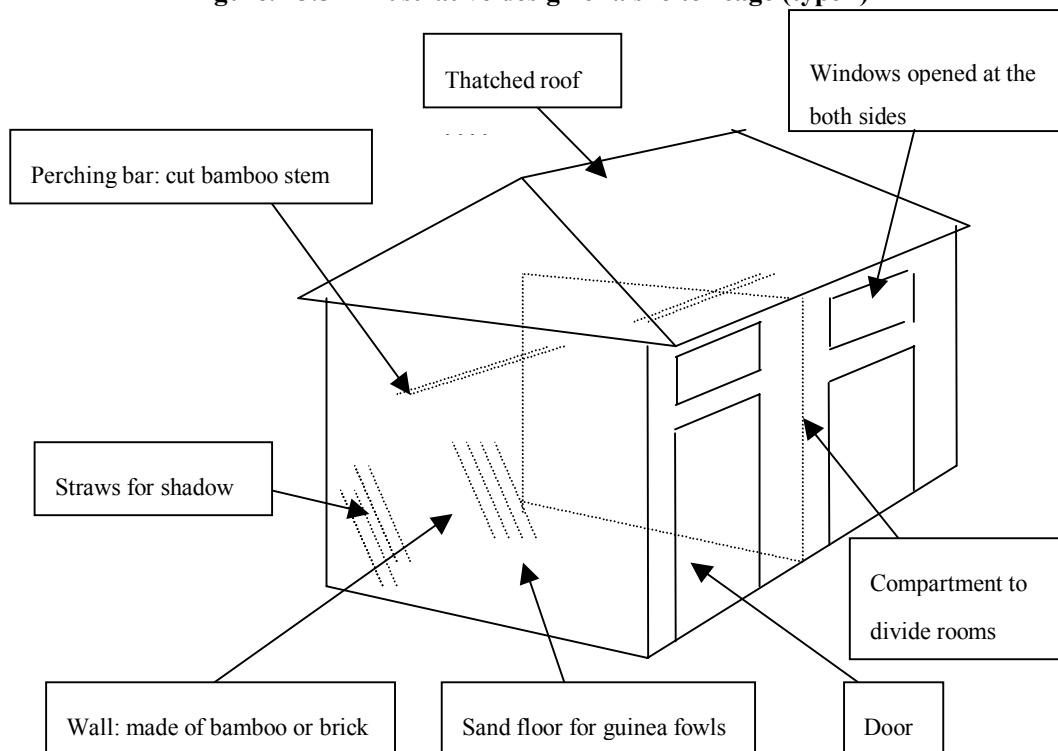 Thatched roof
Windows opened at the
both sides
Perching bar: cut bamboo stem
Straws for shadow
Compartment to
divide rooms
Wall: made of bamboo or brick
Sand floor for guinea fowls
Door